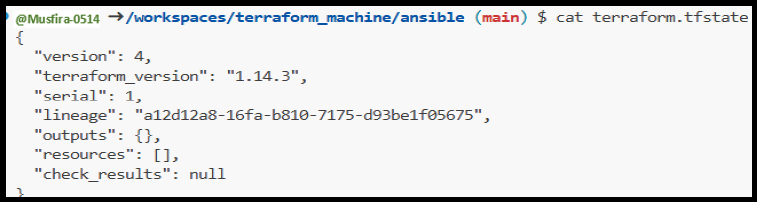 @Musfira-0514 ➜/workspaces/terraform_machine/ansible (main) $ cat terraform.tfstate
{
  "version": 4,
  "terraform_version": "1.14.3",
  "serial": 1,
  "lineage": "a12d12a8-16fa-b810-7175-d93be1f05675",
  "outputs": {},
  "resources": [],
  "check_results": null
}